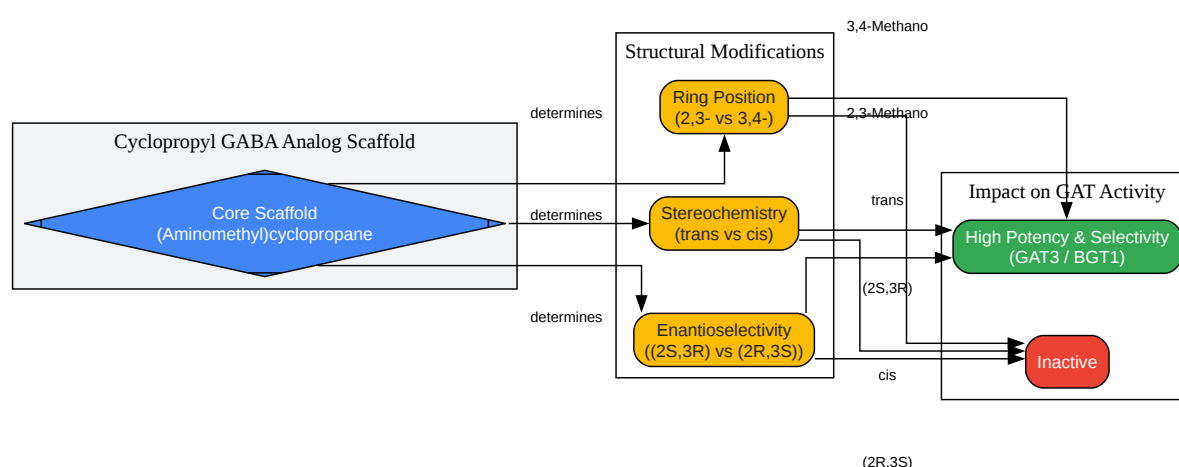 3,4-Methano
Structural Modifications
Ring Position
(2,3- vs 3,4-)
determines
2,3-Methano
Cyclopropyl GABA Analog Scaffold
Core Scaffold
(Aminomethyl)cyclopropane
determines
Stereochemistry
(trans vs cis)
trans
Impact on GAT Activity
High Potency & Selectivity
(GAT3 / BGT1)
(2S,3R)
determines
Enantioselectivity
((2S,3R) vs (2R,3S))
Inactive
cis
(2R,3S)